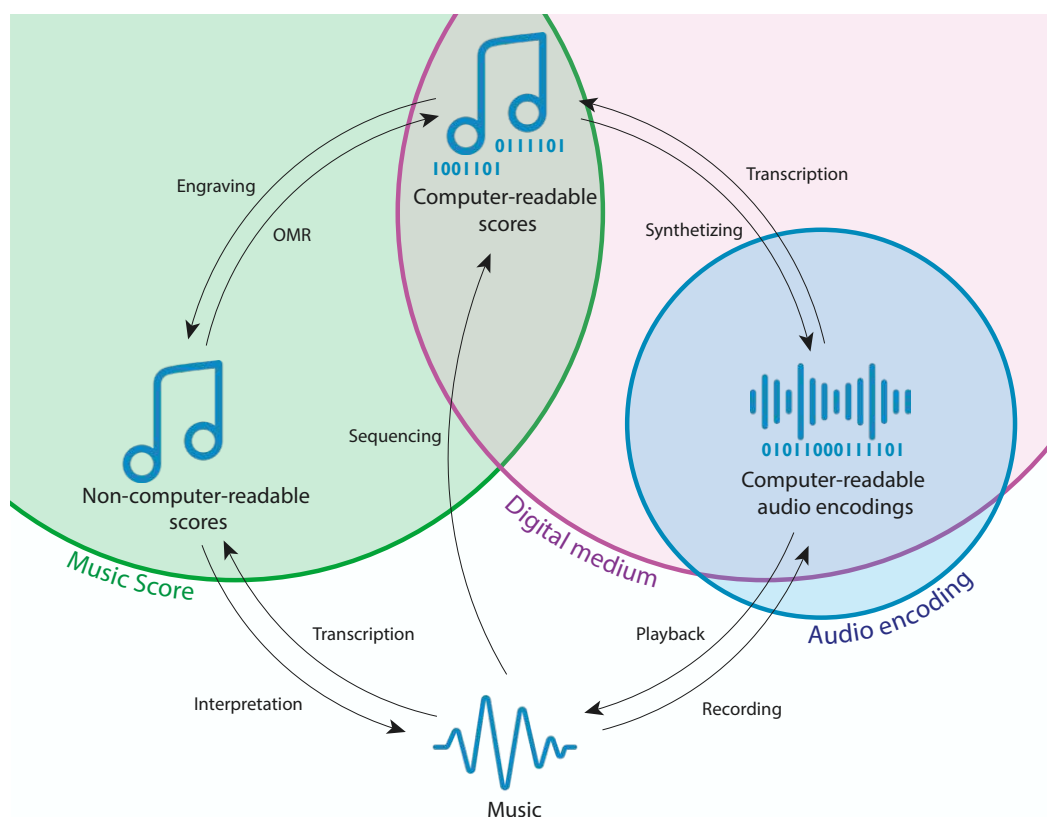 0111101
1001101
Computer-readable
scores
Engraving
OMR
Transcription
Synthetizing
Sequencing
Non-computer-readable
scores
01011000111101
Computer-readable
audio encodings
Music Score
Digital medium
Audio encoding
Transcription
Interpretation
Playback
Recording
Music